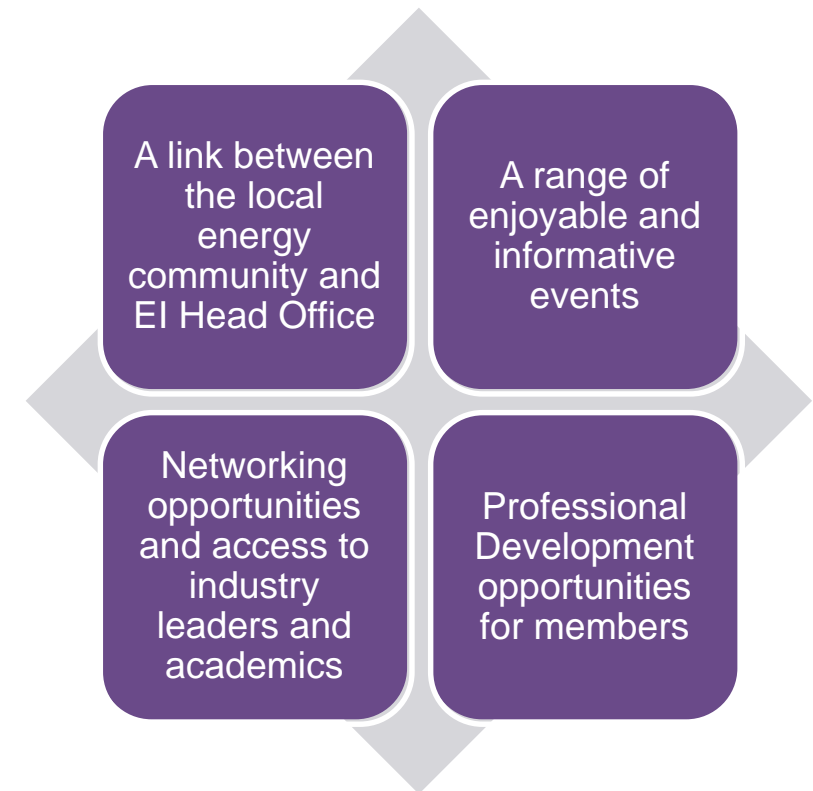 A link between
the local
energy
community and
EI Head Office
A range of
enjoyable and
informative
events
Networking
opportunities
and access to
industry
leaders and
academics
Professional
Development
opportunities
for members